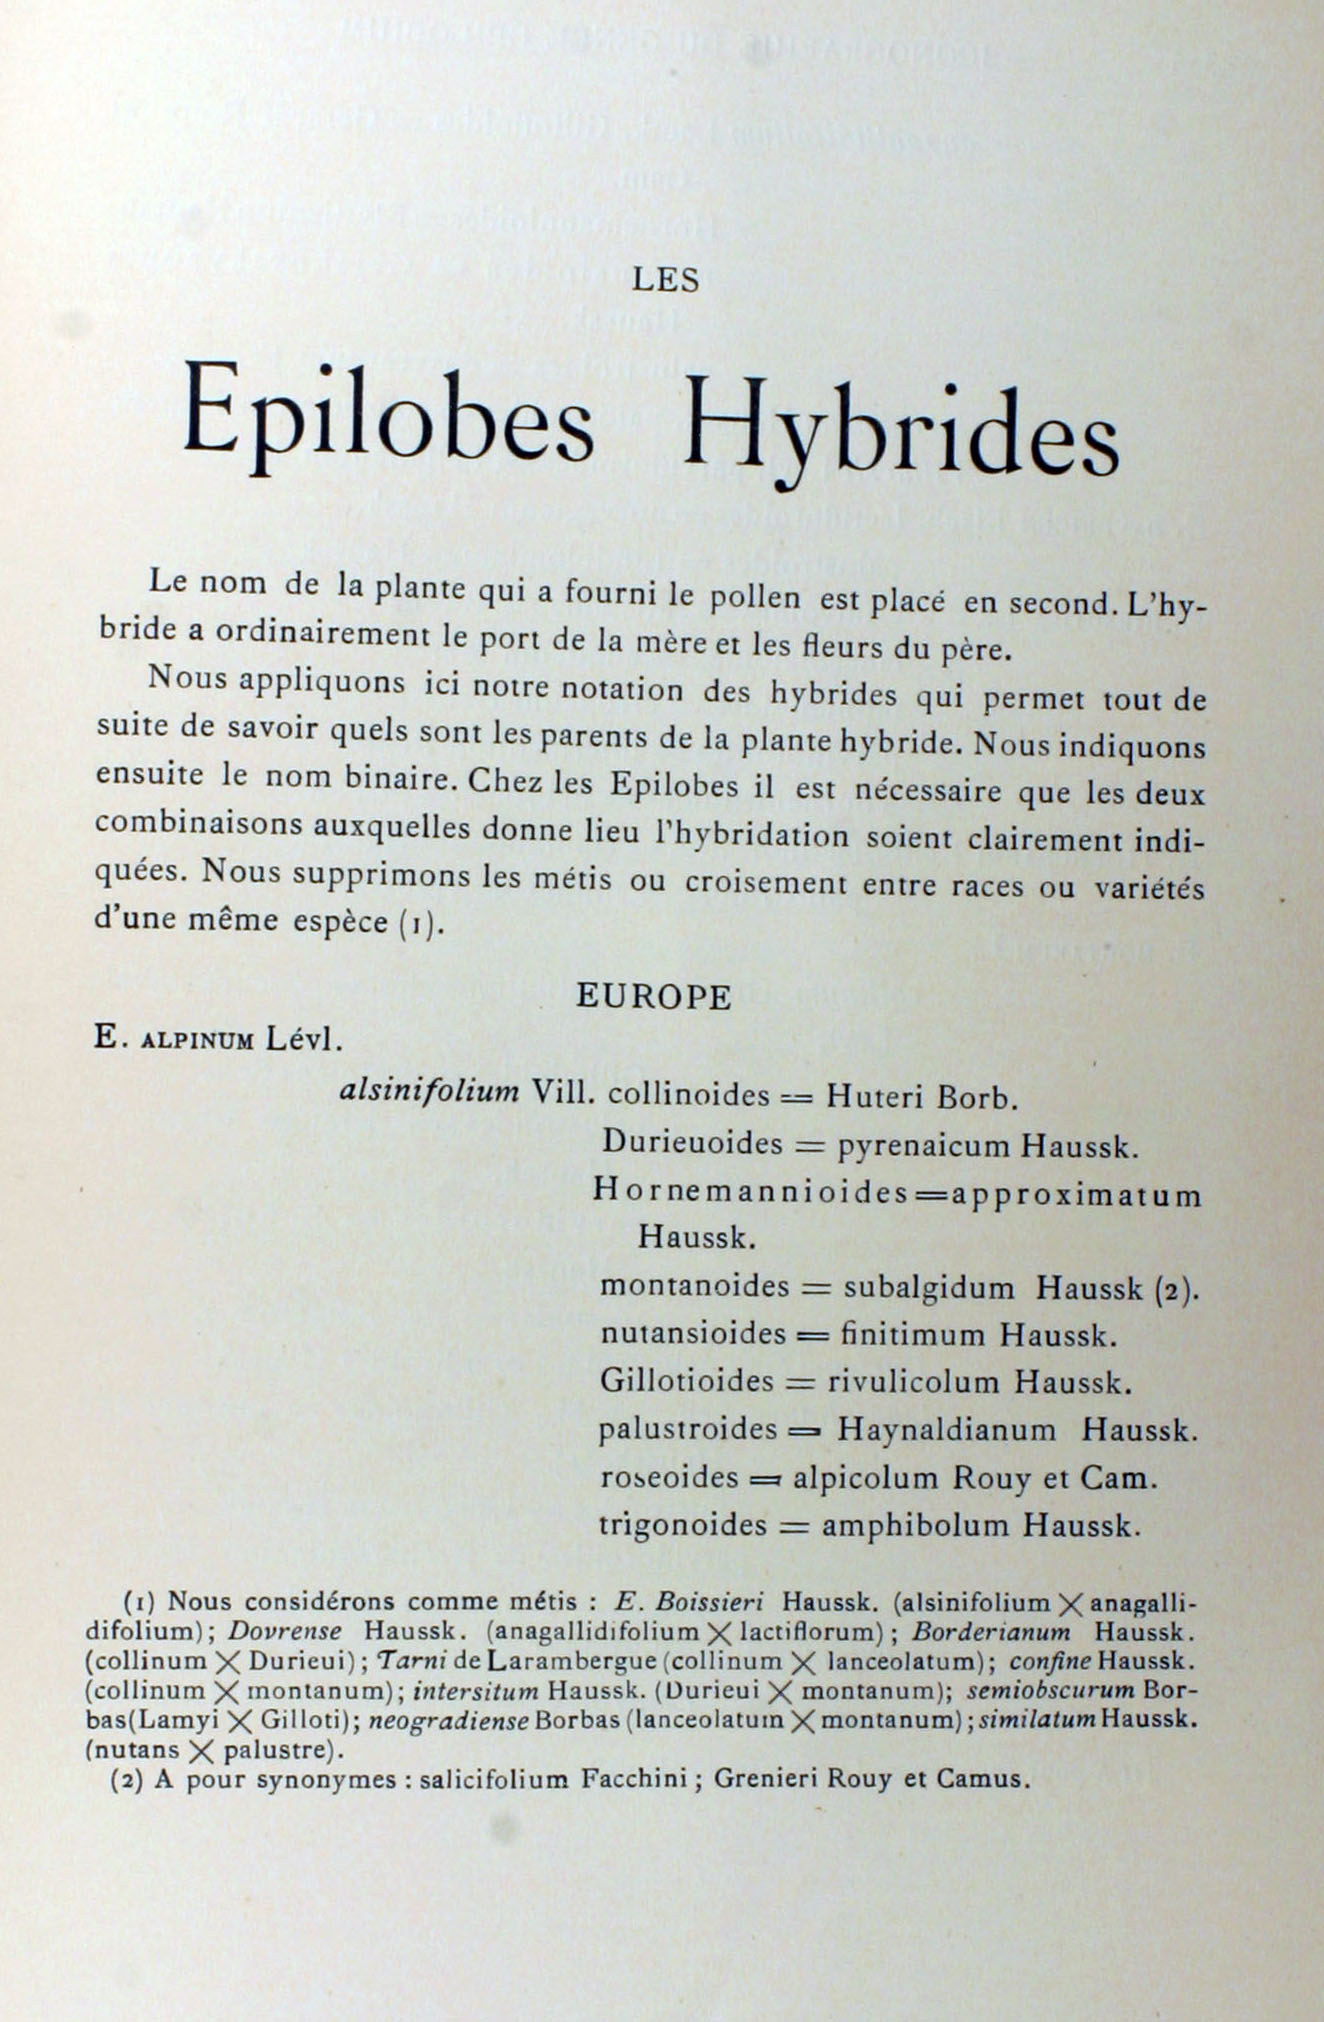 LES
Epilobes Hybrides
Le nom de la plante qui a fourni le pollen est placé en second. L'hy-
bride a ordinairement le port de la mère et les fleurs du père.
Nous appliquons ici notre notation des hybrides qui permet tout de
suite de savoir quels sont les parents de la plante hybride. Nous indiquons
ensuite le nom binaire. Chez les Epilobes il est nécessaire que les deux
combinaisons auxquelles donne lieu l'hybridation soient clairement indi-
quées. Nous supprimons les métis ou croisement entre races ou variétés
d'une même espèce (1).
EUROPE
E. ALPINUM Lévl.
alsinifolium Vill. collinoides = Huteri Borb.
Durieuoides = pyrenaicum Haussk.
Hornemannioides = approximatum
Haussk.
montanoides = subalgidum Haussk (2).
nutansioides = finitimum Haussk.
Gillotioides = rivulicolum Haussk.
palustroides = Haynaldianum Haussk.
roseoides = alpicolum Rouy et Cam.
trigonoides = amphibolum Haussk.
(1) Nous considérons comme métis : E. Boissieri Haussk. (alsinifolium X anagalli-
difolium) ; Dovrense Haussk. (anagallidifolium X lactiflorum) ; Borderianum Haussk.
(collinum X Durieui) ; Tarni de Larambergue (collinum X lanceolatum) ; confine Haussk.
(collinum X montanum) ; intersitum Haussk. (Durieui X montanum); semiobscurum Bor-
bas (Lamyi X Gilloti) ; neogradiense Borbas (lanceolatum X montanum) ; similatum Haussk.
(nutans X palustre).
(2) A pour synonymes : salicifolium Facchini ; Grenieri Rouy et Camus.